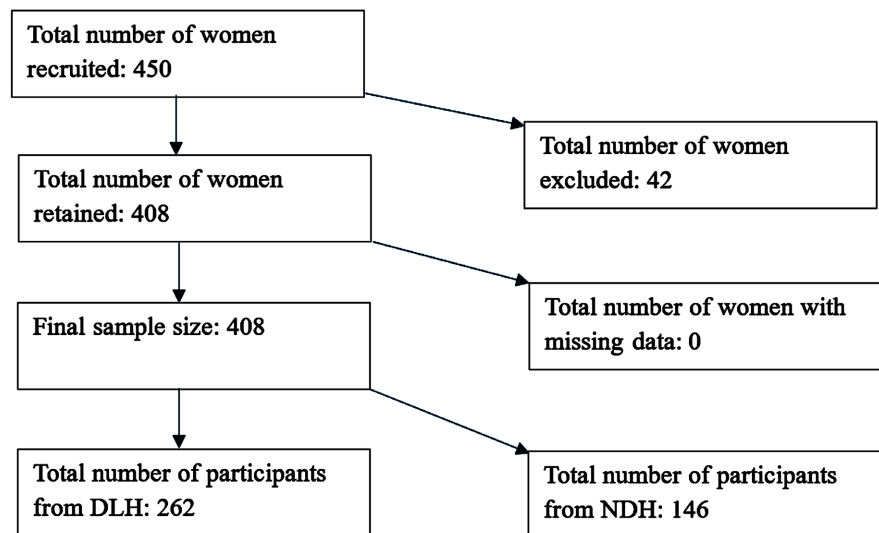 Total number of women
recruited: 450
Total number of women
excluded: 42
Total number of women
retained: 408
Total number of women with
missing data: 0
Final sample size: 408
Total number of participants
from DLH: 262
Total number of participants
from NDH: 146